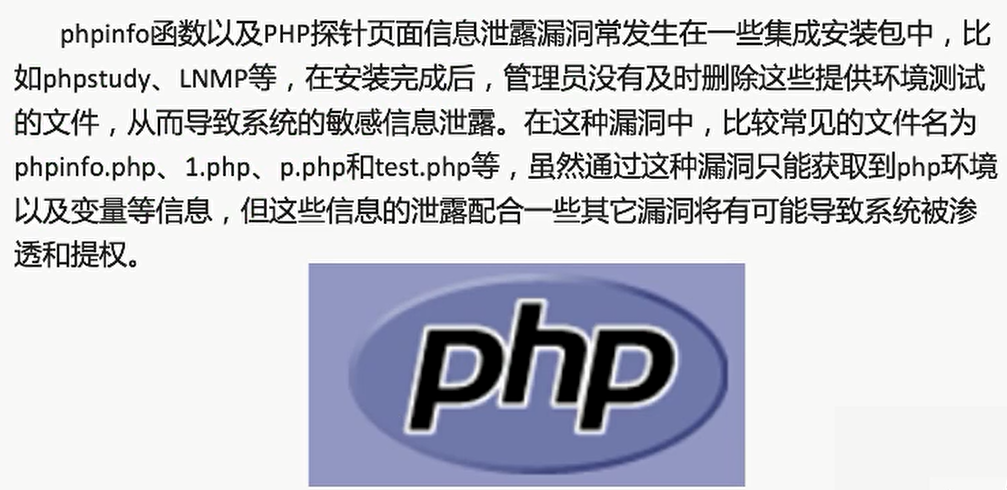 phpinfo函数以及PHP探针页面信息泄露漏洞常发生在一些集成安装包中，比
如phpstudy、LNMP等，在安装完成后，管理员没有及时删除这些提供环境测试
的文件，从而导致系统的敏感信息泄露。在这种漏洞中，比较常见的文件名为
phpinfo.php、1.php、p.php和test.php等，虽然通过这种漏洞只能获取到php环境
以及变量等信息，但这些信息的泄露配合一些其它漏洞将有可能导致系统被渗
透和提权。
php